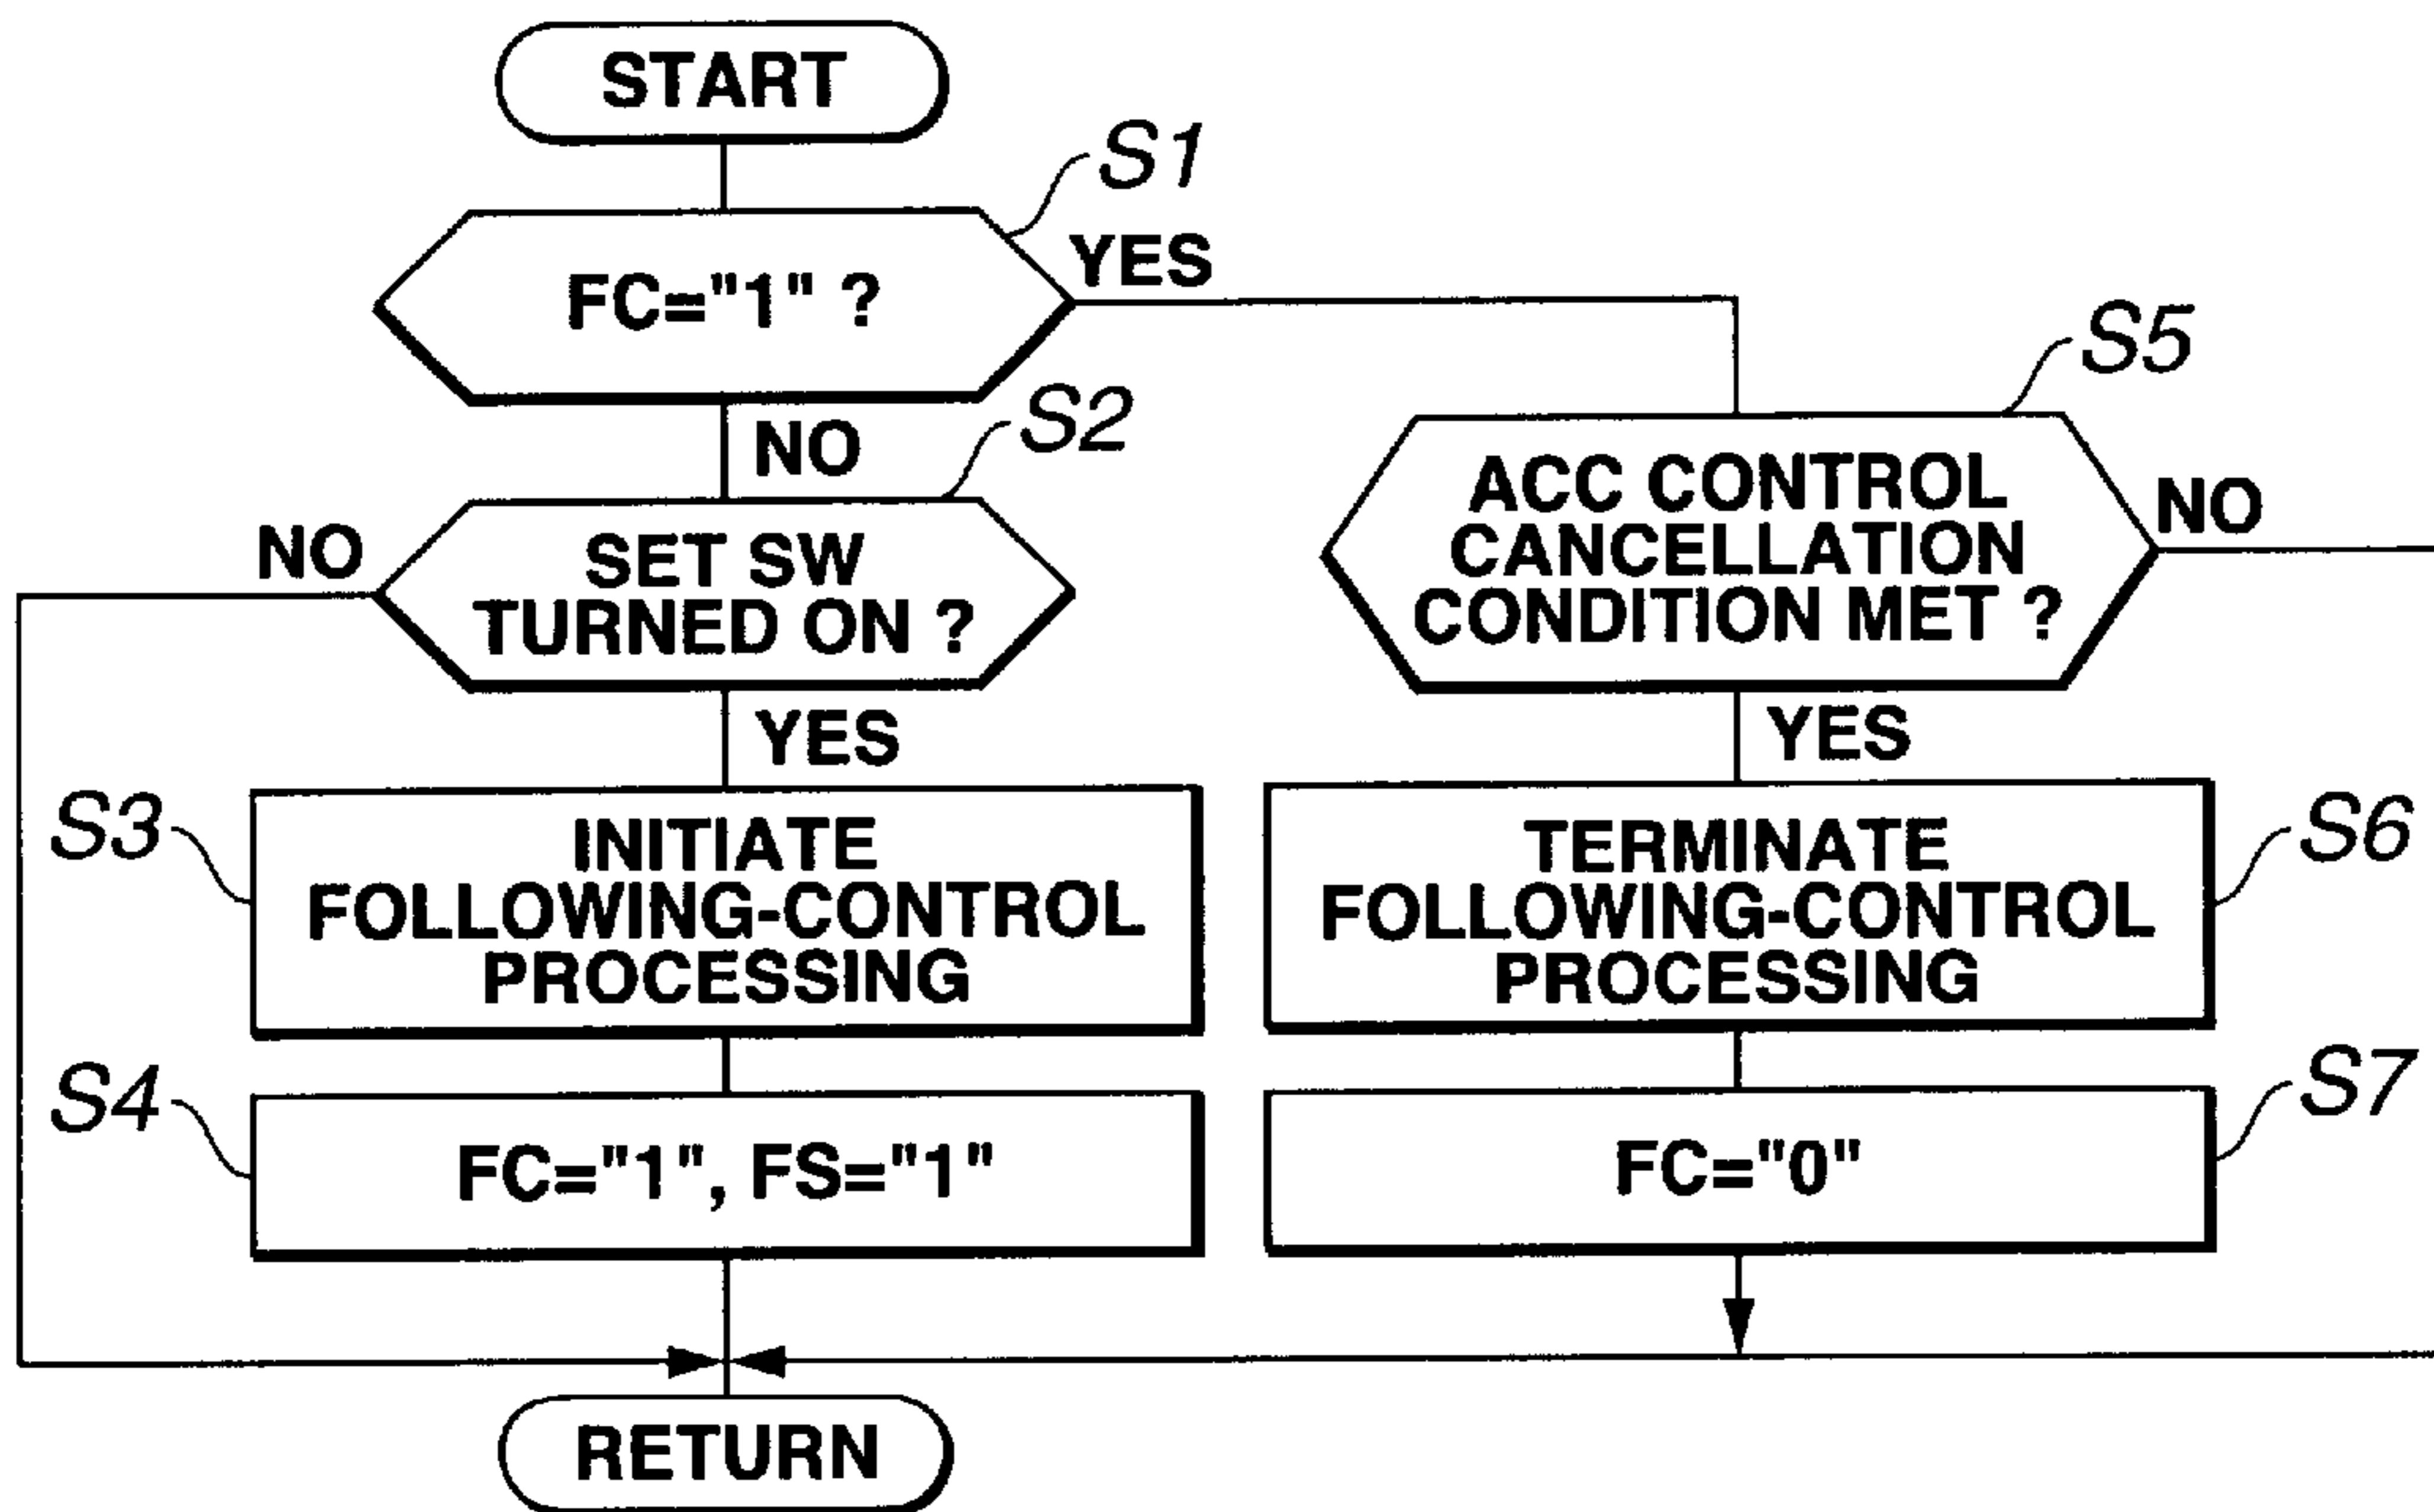 START
S1
FC="1" ?
YES
NO
S2
SET SW
TURNED ON ?
NO
YES
S3
INITIATE
FOLLOWING-CONTROL
PROCESSING
S4
FC="1", FS="1"
S5
ACC CONTROL
CANCELLATION
CONDITION MET ?
NO
YES
S6
TERMINATE
FOLLOWING-CONTROL
PROCESSING
S7
FC="0"
RETURN